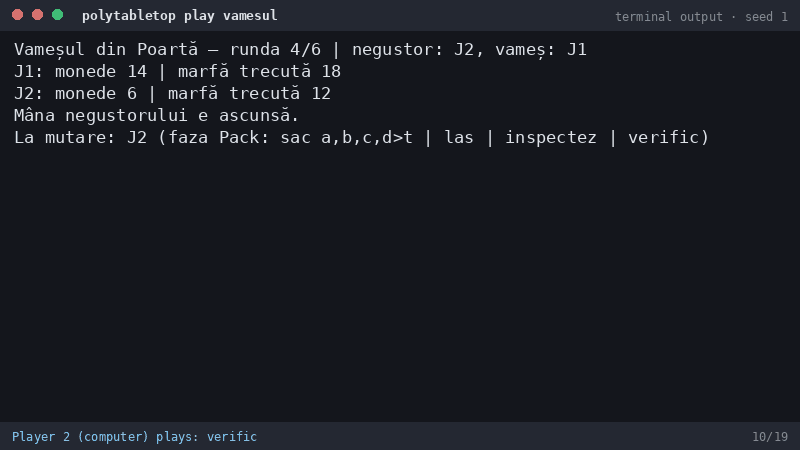 polytabletop play vamesul
terminal output · seed 1
Vameșul din Poartă — runda 4/6 | negustor: J2, vameș: J1
J1: monede 14 | marfă trecută 18
J2: monede 6 | marfă trecută 12
Mâna negustorului e ascunsă.
La mutare: J2 (faza Pack: sac a,b,c,d>t | las | inspectez | verific)
Player 2 (computer) plays: verific
10/19